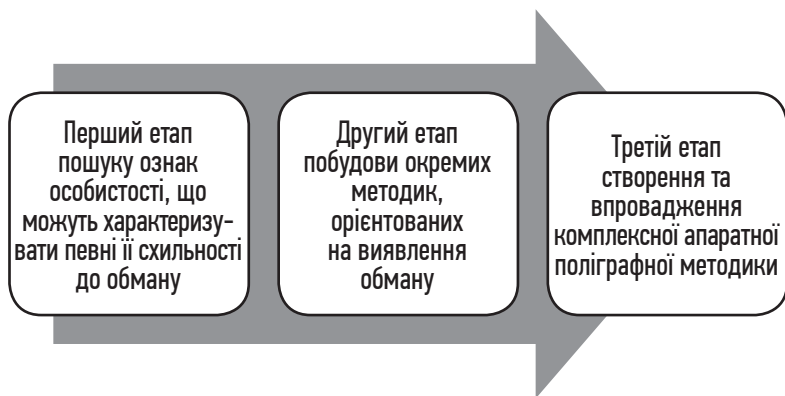 Перший етап
пошуку ознак
особистості, що
можуть характеризу-
вати певні її схильності
до обману
Другий етап
побудови окремих
методик,
орієнтованих
на виявлення
обману
Третій етап
створення та
впровадження
комплексної апаратної
поліграфної методики